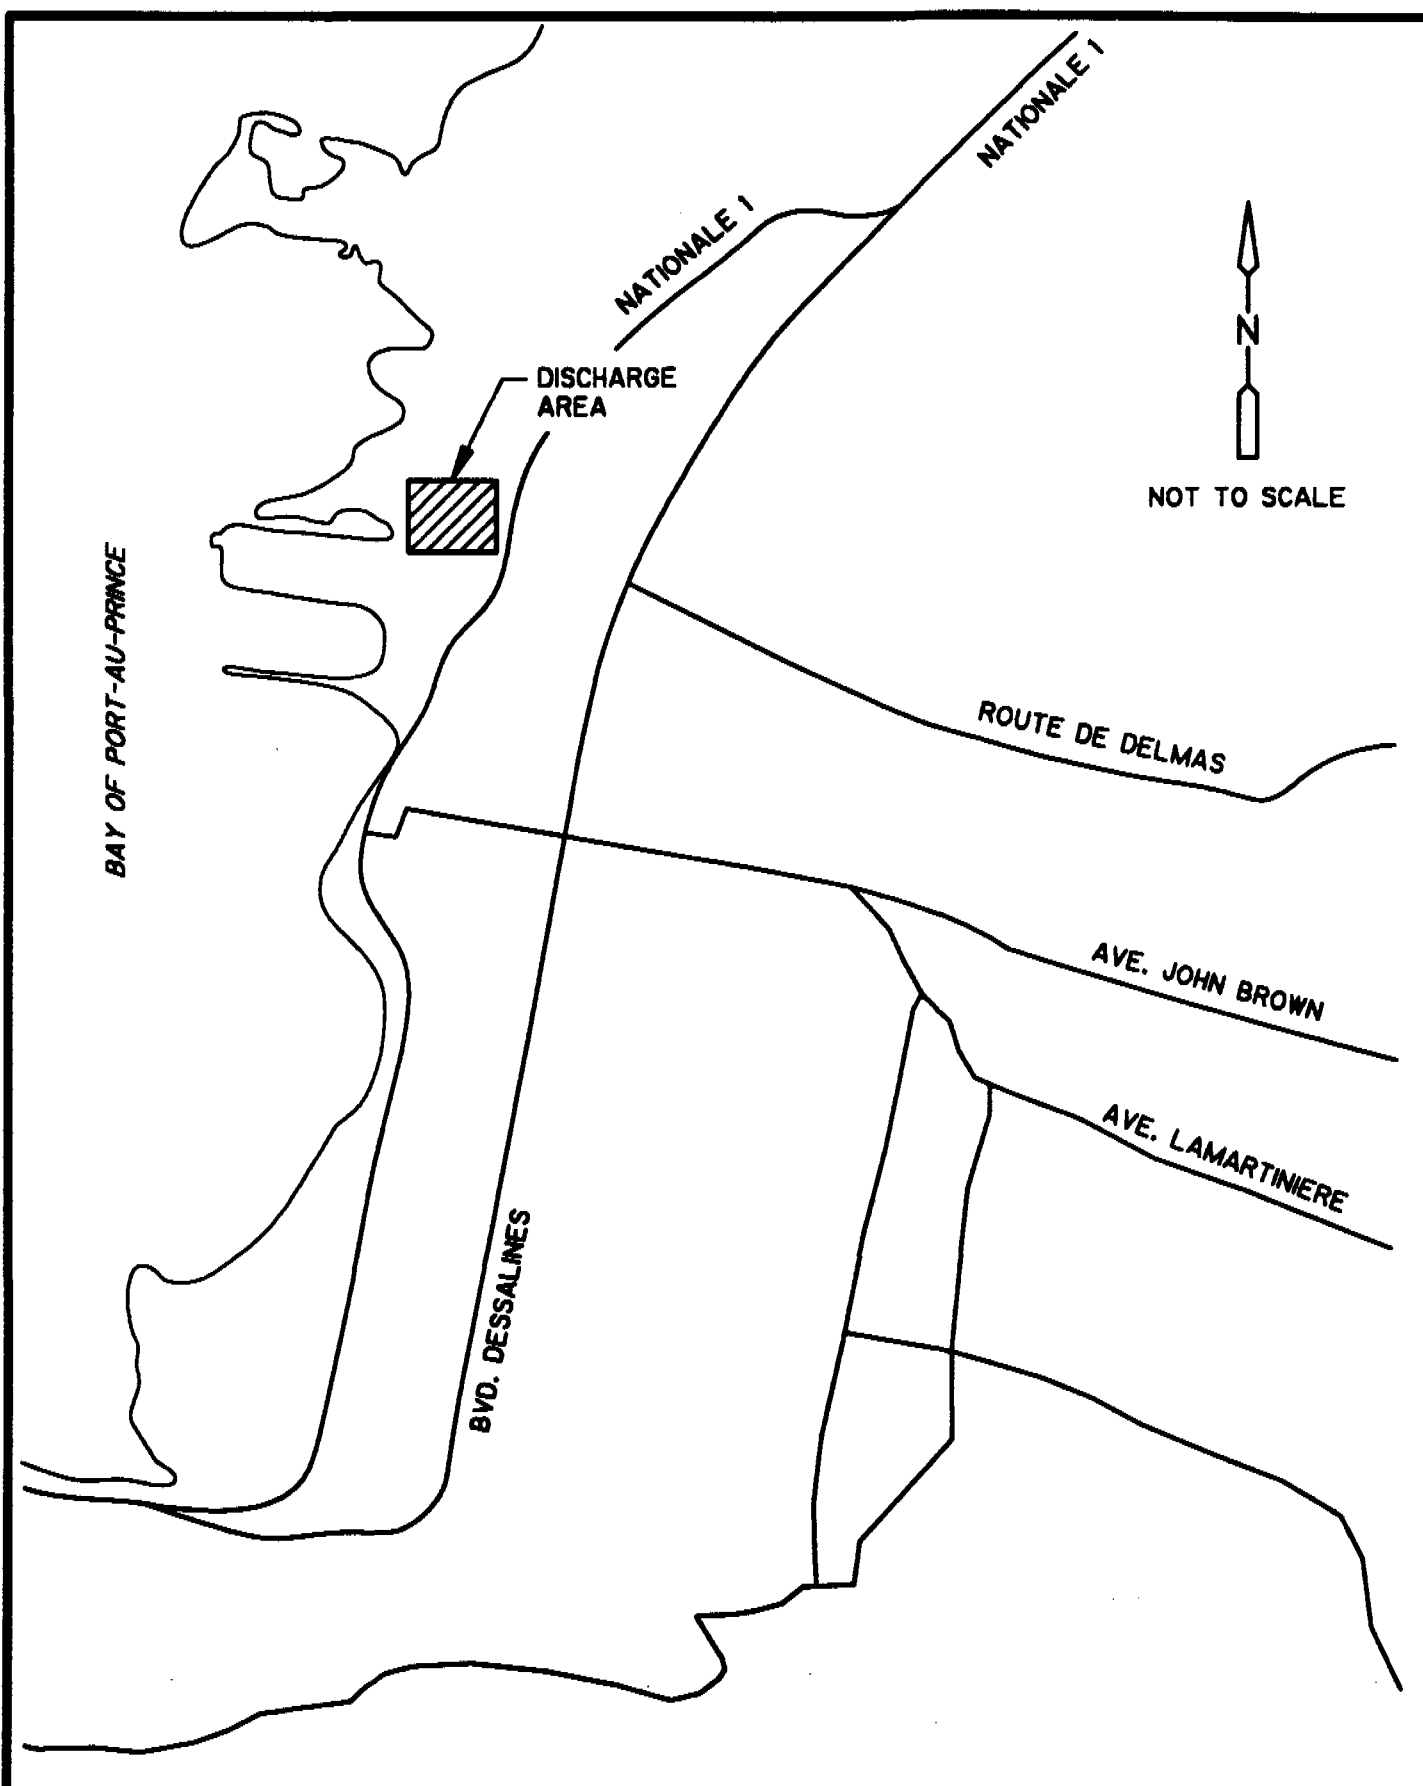 NATIONALE 1
NATIONALE 1
N
DISCHARGE
AREA
NOT TO SCALE
BAY OF PORT-AU-PRINCE
ROUTE DE DELMAS
AVE. JOHN BROWN
AVE. LAMARTINIERE
BVD. DESSALINES